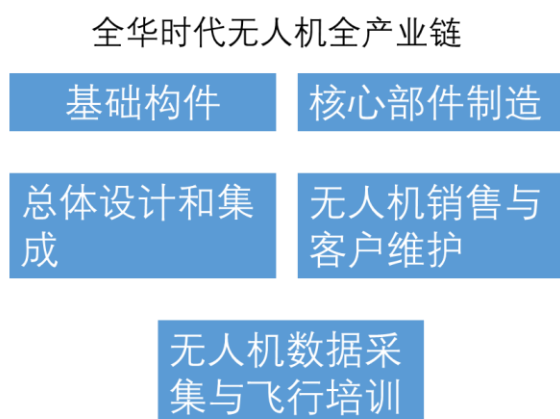 全华时代无人机全产业链
基础构件
核心部件制造
总体设计和集
成
无人机销售与
客户维护
无人机数据采
集与飞行培训